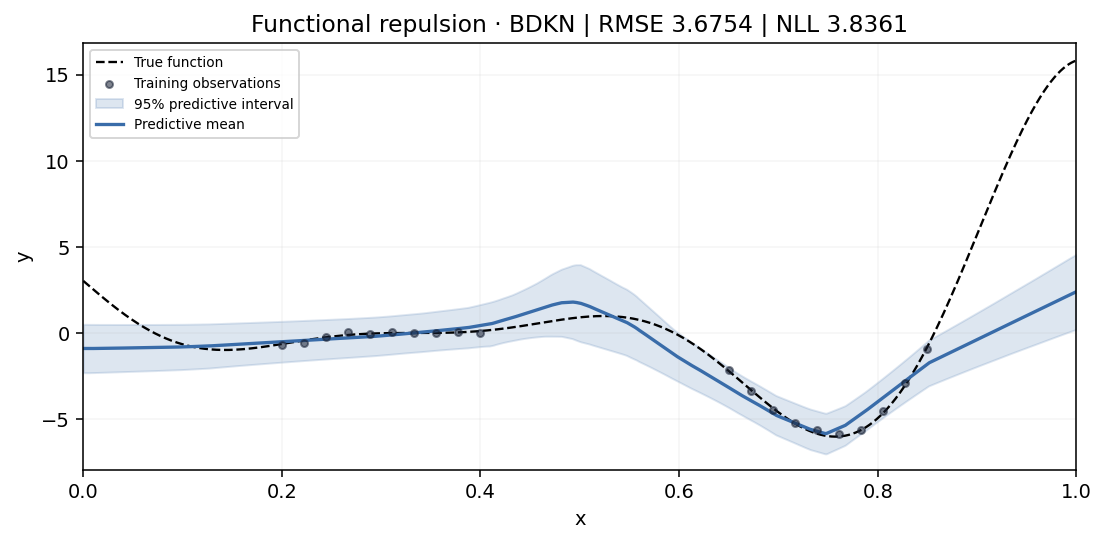 Functional repulsion · BDKN | RMSE 3.6754 | NLL 3.8361
True function
Training observations
95% predictive interval
Predictive mean
15
10
5
0
−5
y
0.0 0.2 0.4 0.6 0.8 1.0
x